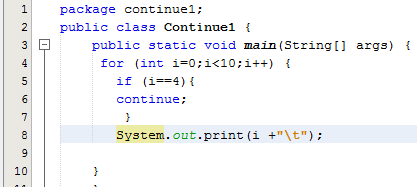 1 package continue1;
2 public class Continue1 {
3 public static void main(String[] args) {
4 for (int i=0;i<10;i++) {
5 if (i==4){
6 continue;
7 }
8 System.out.print(i +"\t");
9
10 }